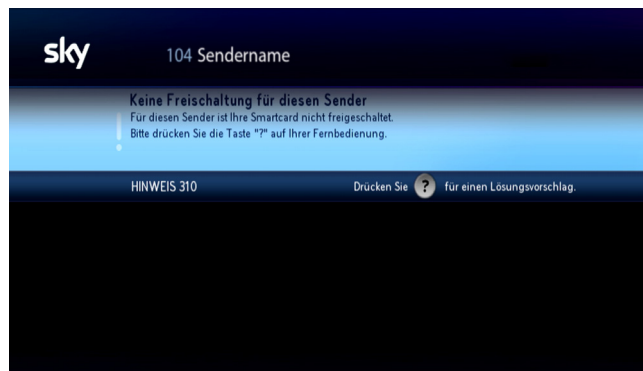 sky
104 Sendername
Keine Freischaltung für diesen Sender
Für diesen Sender ist Ihre Smartcard nicht freigeschaltet.
Bitte drücken Sie die Taste "?" auf Ihrer Fernbedienung.
HINWEIS 310
Drücken Sie ? für einen Lösungsvorschlag.